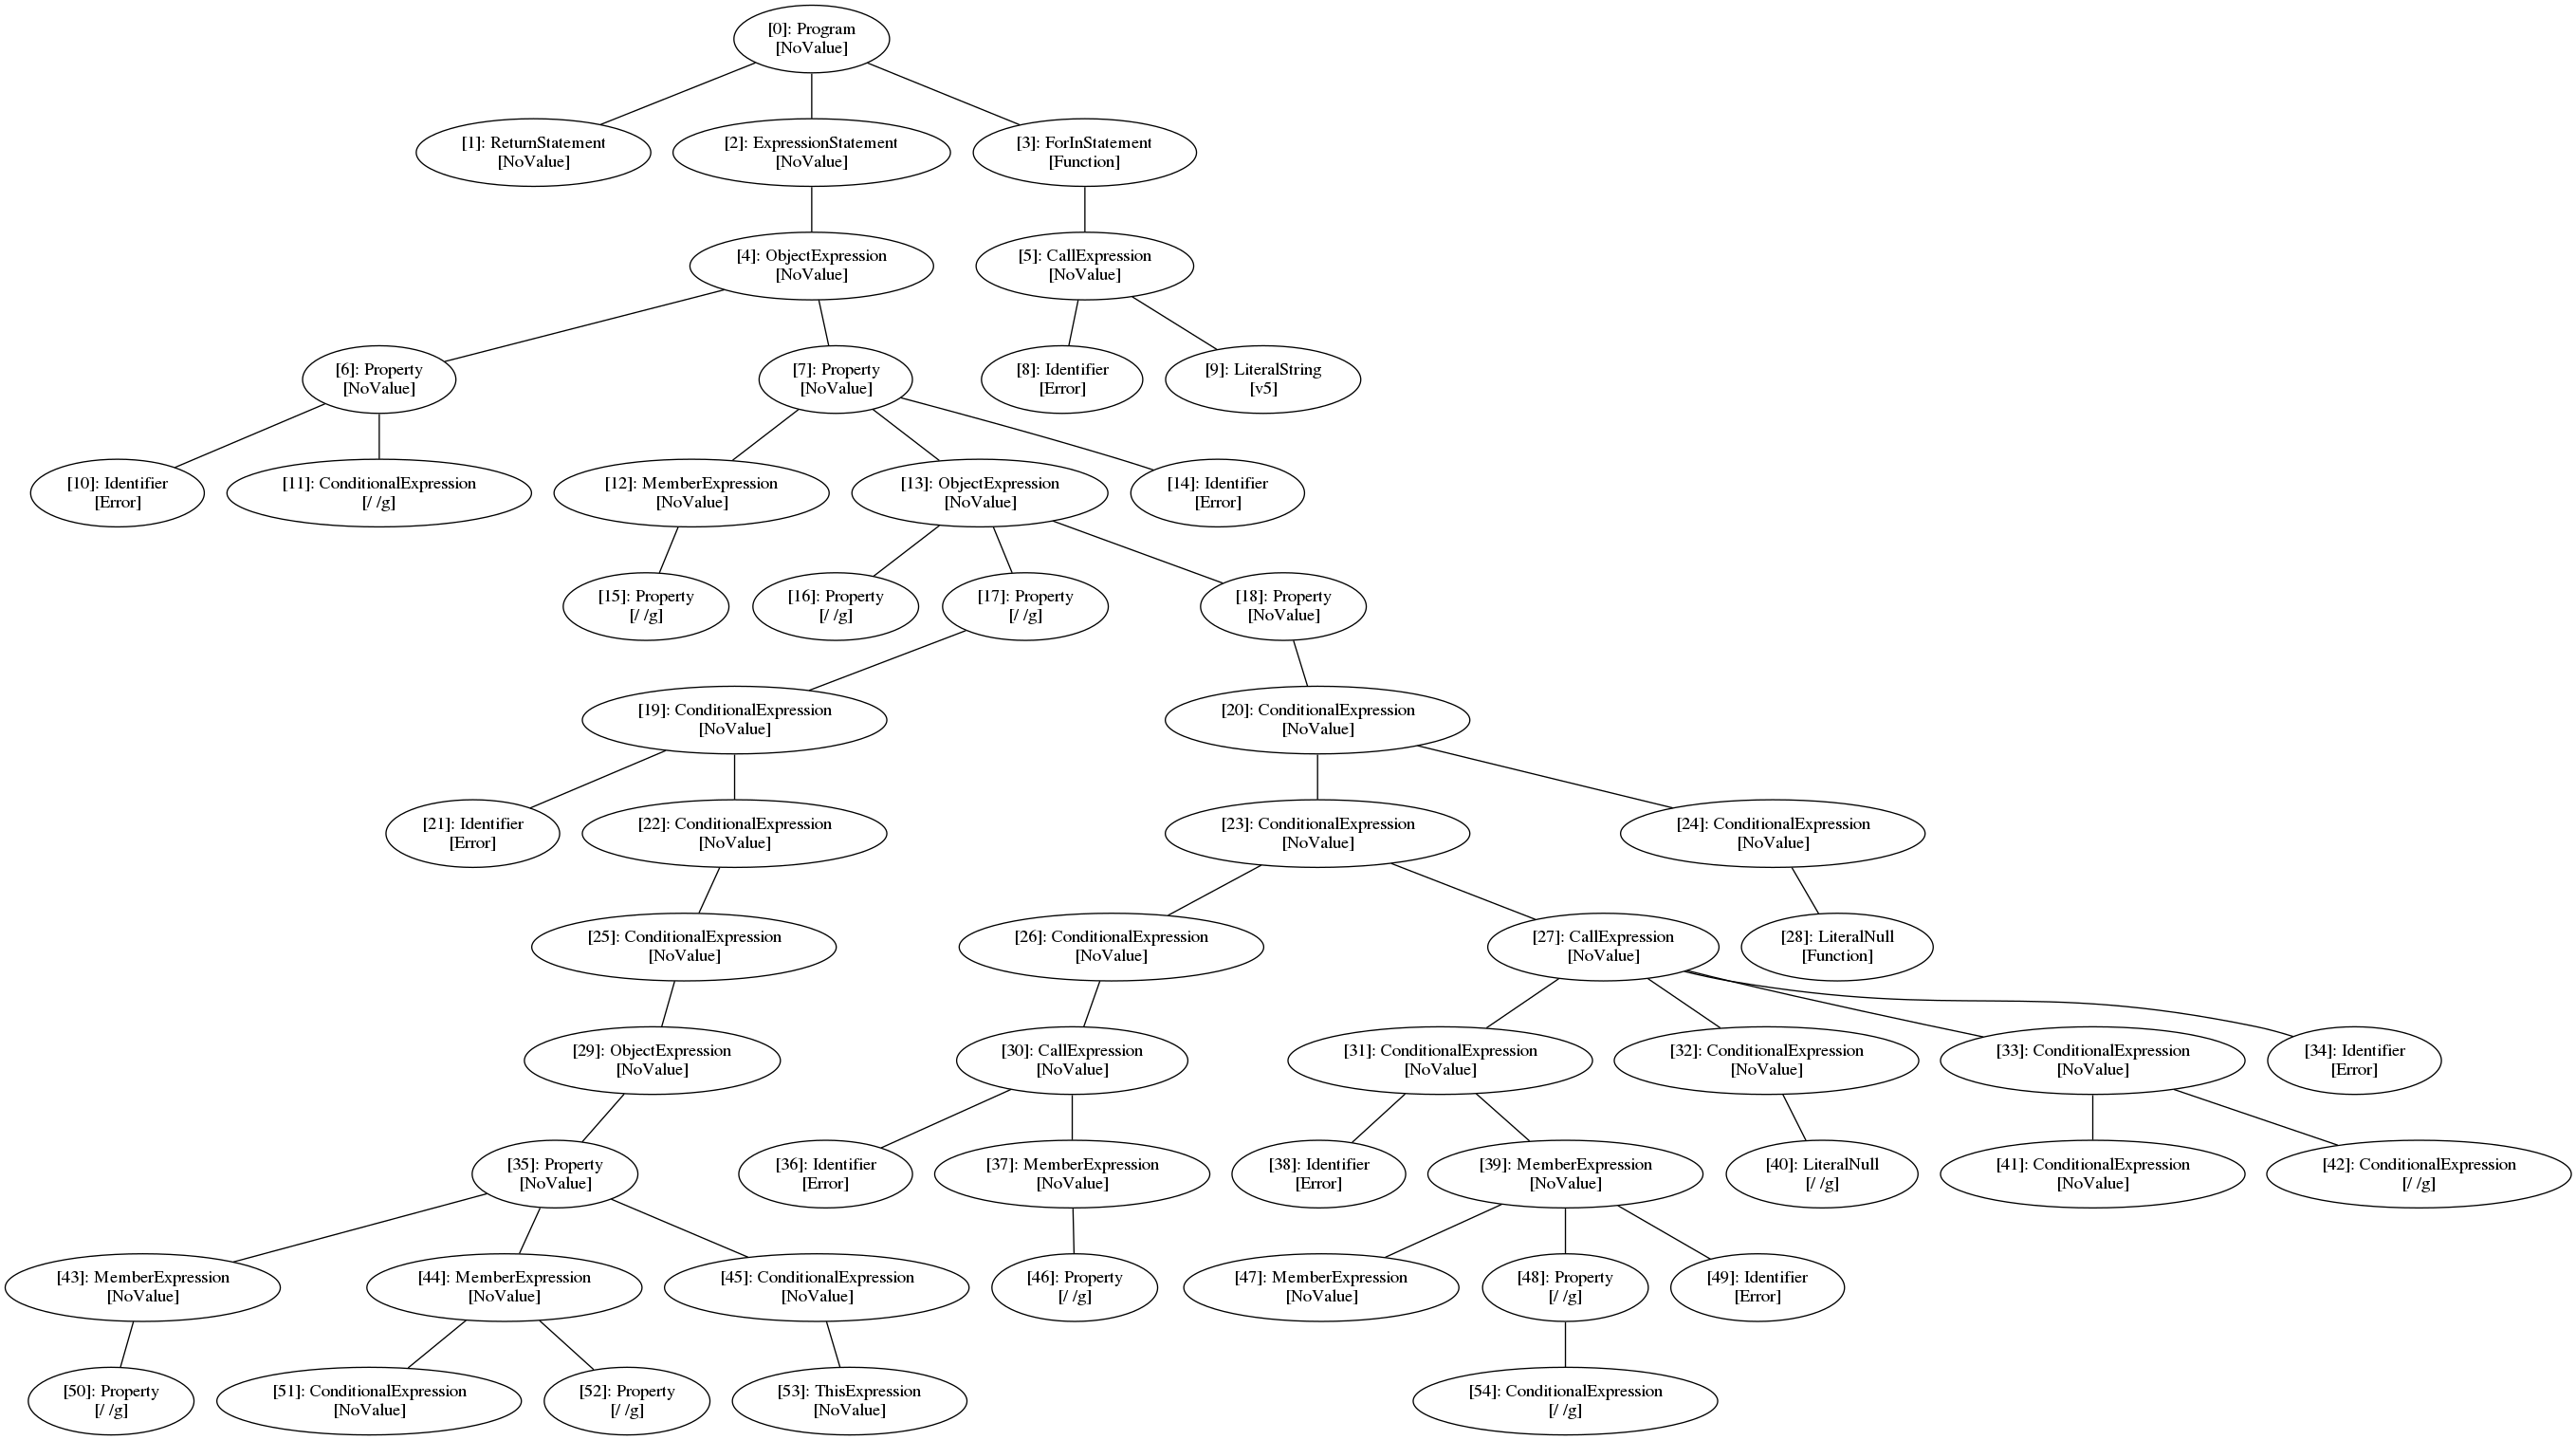 [0]: Program
[NoValue]
[1]: ReturnStatement
[NoValue]
[2]: ExpressionStatement
[NoValue]
[3]: ForInStatement
[Function]
[4]: ObjectExpression
[NoValue]
[5]: CallExpression
[NoValue]
[6]: Property
[NoValue]
[7]: Property
[NoValue]
[8]: Identifier
[Error]
[9]: LiteralString
[v5]
[10]: Identifier
[Error]
[11]: ConditionalExpression
[/ /g]
[12]: MemberExpression
[NoValue]
[13]: ObjectExpression
[NoValue]
[14]: Identifier
[Error]
[15]: Property
[/ /g]
[16]: Property
[/ /g]
[17]: Property
[/ /g]
[18]: Property
[NoValue]
[19]: ConditionalExpression
[NoValue]
[20]: ConditionalExpression
[NoValue]
[21]: Identifier
[Error]
[22]: ConditionalExpression
[NoValue]
[23]: ConditionalExpression
[NoValue]
[24]: ConditionalExpression
[NoValue]
[25]: ConditionalExpression
[NoValue]
[26]: ConditionalExpression
[NoValue]
[27]: CallExpression
[NoValue]
[28]: LiteralNull
[Function]
[29]: ObjectExpression
[NoValue]
[30]: CallExpression
[NoValue]
[31]: ConditionalExpression
[NoValue]
[32]: ConditionalExpression
[NoValue]
[33]: ConditionalExpression
[NoValue]
[34]: Identifier
[Error]
[35]: Property
[NoValue]
[36]: Identifier
[Error]
[37]: MemberExpression
[NoValue]
[38]: Identifier
[Error]
[39]: MemberExpression
[NoValue]
[40]: LiteralNull
[/ /g]
[41]: ConditionalExpression
[NoValue]
[42]: ConditionalExpression
[/ /g]
[43]: MemberExpression
[NoValue]
[44]: MemberExpression
[NoValue]
[45]: ConditionalExpression
[NoValue]
[46]: Property
[/ /g]
[47]: MemberExpression
[NoValue]
[48]: Property
[/ /g]
[49]: Identifier
[Error]
[50]: Property
[/ /g]
[51]: ConditionalExpression
[NoValue]
[52]: Property
[/ /g]
[53]: ThisExpression
[NoValue]
[54]: ConditionalExpression
[/ /g]